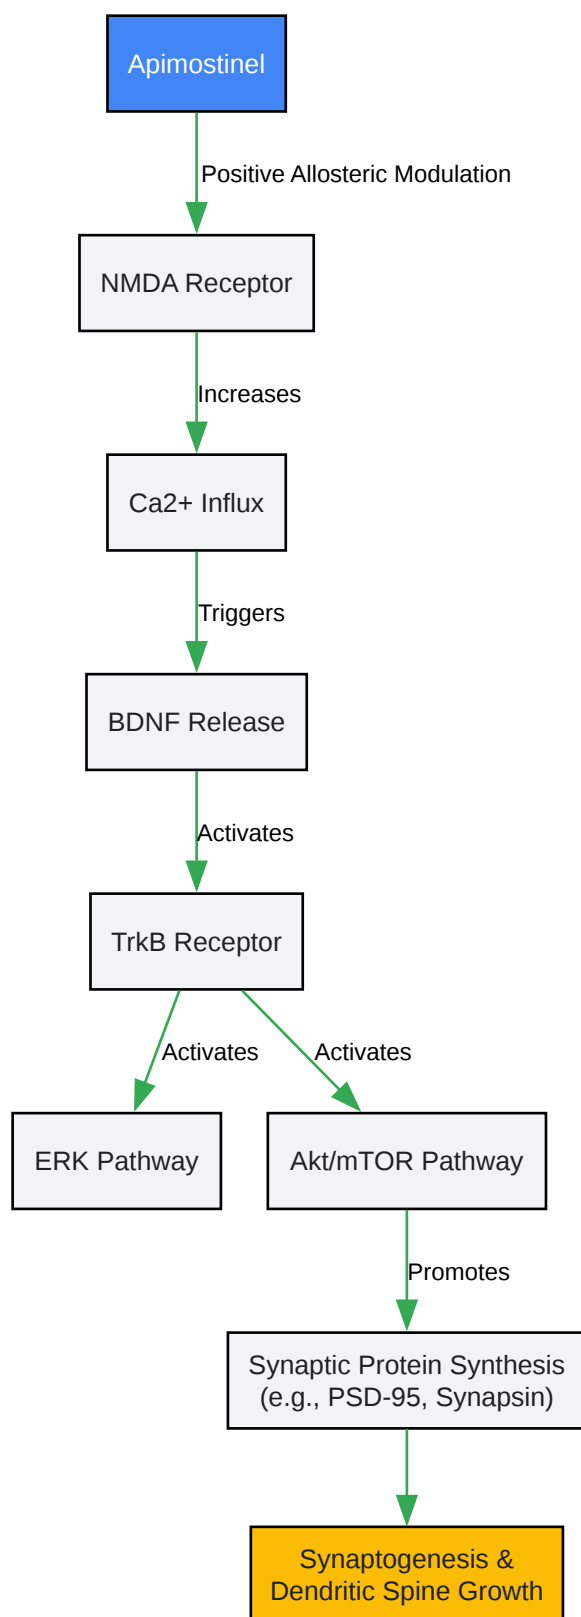 Apimostinel
Positive Allosteric Modulation
NMDA Receptor
Increases
Ca2+ Influx
Triggers
BDNF Release
Activates
TrkB Receptor
Activates
Activates
ERK Pathway
Akt/mTOR Pathway
Promotes
Synaptic Protein Synthesis
(e.g., PSD-95, Synapsin)
Synaptogenesis &
Dendritic Spine Growth